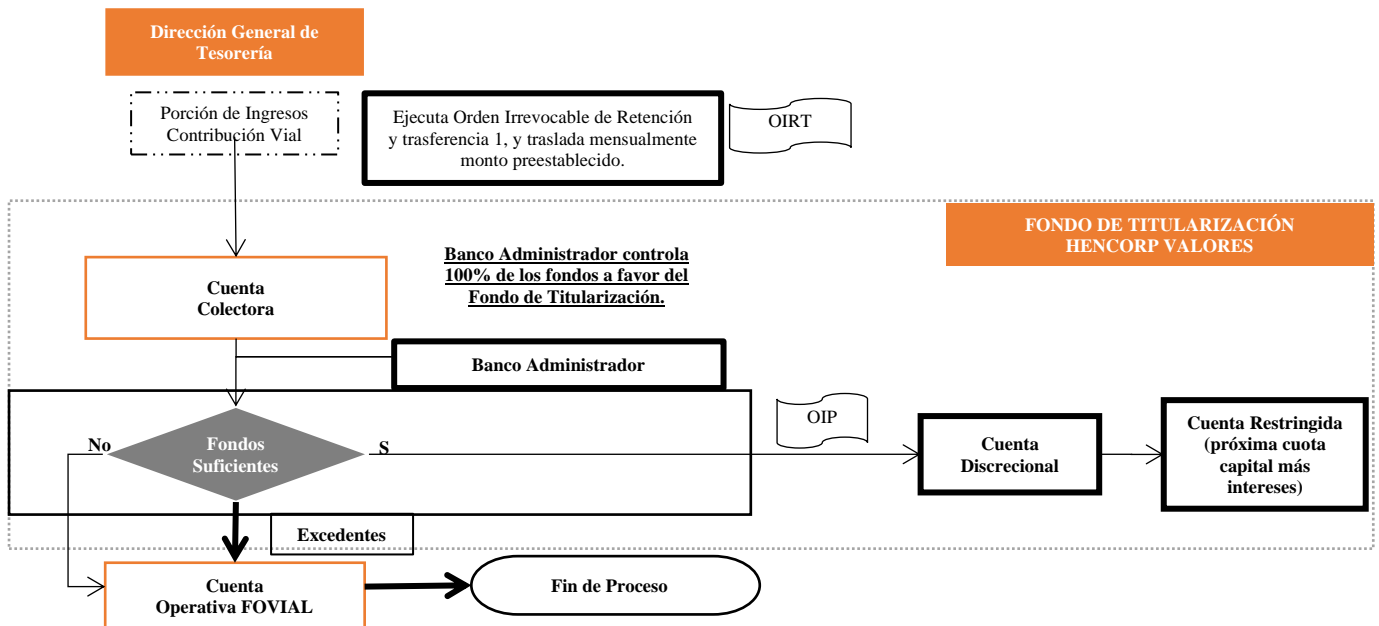 Dirección General de
Tesorería
Porción de Ingresos
Contribución Vial
Ejecuta Orden Irrevocable de Retención
y trasferencia 1, y traslada mensualmente
monto preestablecido.
OIRT
FONDO DE TITULARIZACIÓN
HENCORP VALORES
Banco Administrador controla
100% de los fondos a favor del
Fondo de Titularización.
Cuenta
Colectora
Banco Administrador
No
Fondos
Suficientes
S
OIP
Cuenta
Discrecional
Cuenta Restringida
(próxima cuota
capital más
intereses)
Excedentes
Cuenta
Operativa FOVIAL
Fin de Proceso